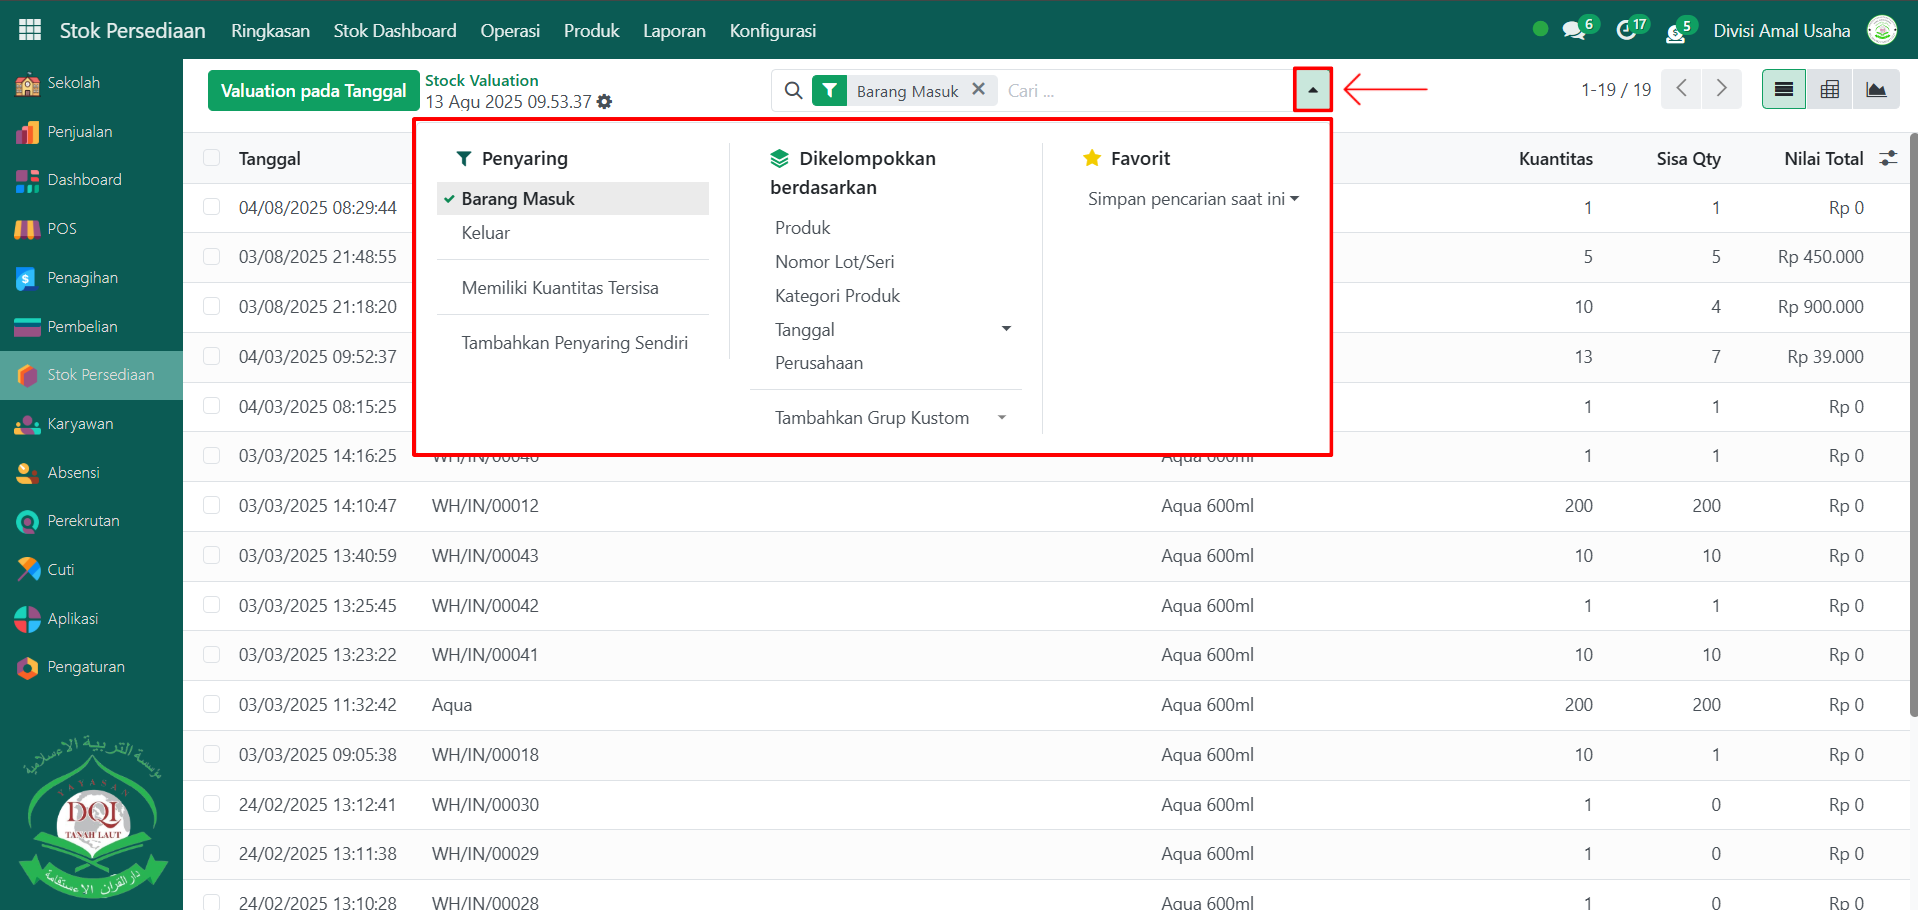 Stok Persediaan Ringkasan Stok Dashboard Operasi Produk Laporan Konfigurasi 6 17 5 Divisi Amal Usaha
Sekolah
Penjualan
Dashboard
POS
Penagihan
Pembelian
Stok Persediaan
Karyawan
Absensi
Perekrutan
Cuti
Aplikasi
Pengaturan
مؤسسة التربية الاسلامية
YAYASAN
DQI
TANAH LAUT
دار القرآن الاستقامة
Valuation pada Tanggal
Stock Valuation
13 Agu 2025 09.53.37
Barang Masuk
Cari ...
1-19 / 19
Penyaring
Barang Masuk
Keluar
Memiliki Kuantitas Tersisa
Tambahkan Penyaring Sendiri
Dikelompokkan
berdasarkan
Produk
Nomor Lot/Seri
Kategori Produk
Tanggal
Perusahaan
Tambahkan Grup Kustom
Favorit
Simpan pencarian saat ini
Tanggal Kuantitas Sisa Qty Nilai Total
04/08/2025 08:29:44 1 1 Rp 0
03/08/2025 21:48:55 5 5 Rp 450.000
03/08/2025 21:18:20 10 4 Rp 900.000
04/03/2025 09:52:37 13 7 Rp 39.000
04/03/2025 08:15:25 1 1 Rp 0
03/03/2025 14:16:25 WH/IN/00046 Aqua 600ml 1 1 Rp 0
03/03/2025 14:10:47 WH/IN/00012 Aqua 600ml 200 200 Rp 0
03/03/2025 13:40:59 WH/IN/00043 Aqua 600ml 10 10 Rp 0
03/03/2025 13:25:45 WH/IN/00042 Aqua 600ml 1 1 Rp 0
03/03/2025 13:23:22 WH/IN/00041 Aqua 600ml 10 10 Rp 0
03/03/2025 11:32:42 Aqua Aqua 600ml 200 200 Rp 0
03/03/2025 09:05:38 WH/IN/00018 Aqua 600ml 10 1 Rp 0
24/02/2025 13:12:41 WH/IN/00030 Aqua 600ml 1 0 Rp 0
24/02/2025 13:11:38 WH/IN/00029 Aqua 600ml 1 0 Rp 0
24/02/2025 13:10:28 WH/IN/00028 Aqua 600ml 1 0 Rp 0